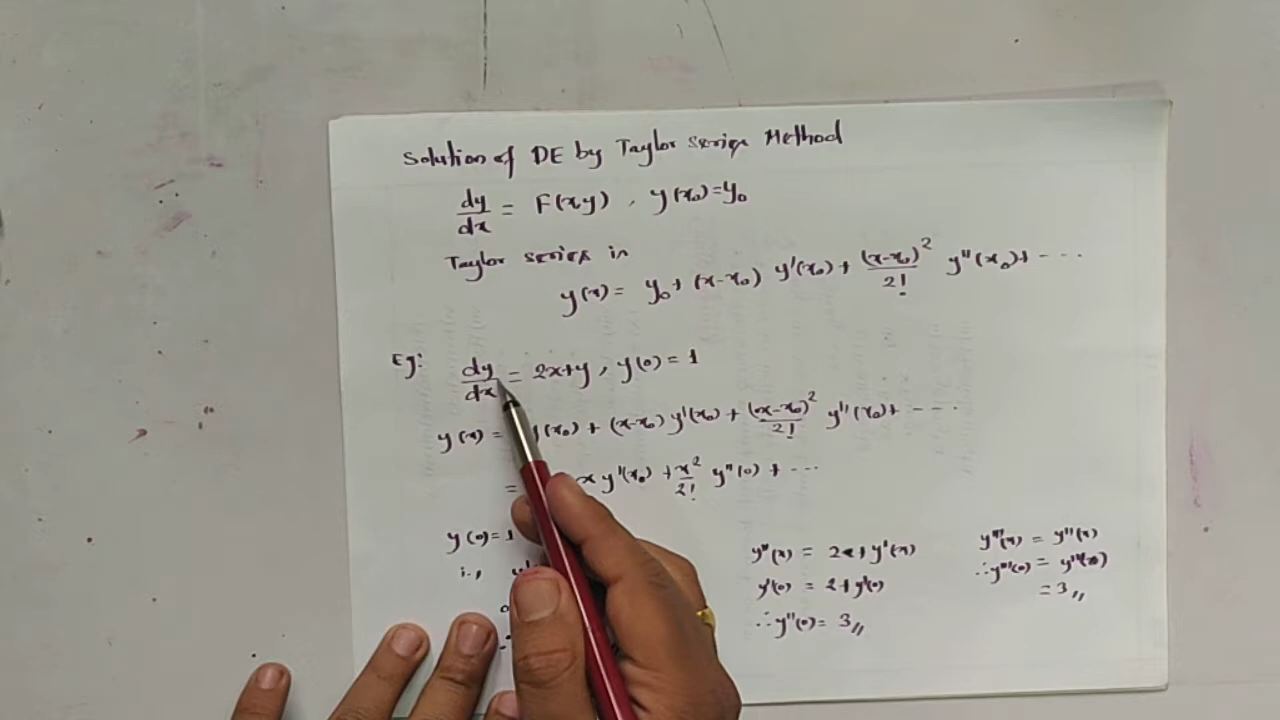 Solution of DE by Taylor Series Method
dy/dx = F(x,y) , y(x₀)=y₀
Taylor series is
y(x) = y₀ + (x-x₀) y'(x₀) + (x-x₀)²/2! y''(x₀) + ---
Eg: dy/dx = 2x+y , y(0) = 1
y(x) = y(x₀) + (x-x₀) y'(x₀) + (x-x₀)²/2! y''(x₀) + ---
= x y'(x₀) + x²/2! y''(0) + ---
y(0)=1
i.e.,
y''(x) = 2x+y'(x)
y'(0) = 2+y'(0)
∴ y''(0) = 3,,
y'''(x) = y''(x)
∴ y'''(0) = y''(0)
= 3,,